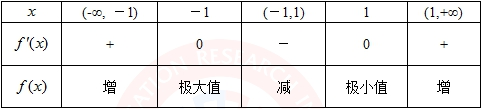 x (-∞, －1) －1 (－1,1) 1 (1,+∞)
f'(x) + 0 － 0 +
f(x) 增 极大值 减 极小值 增